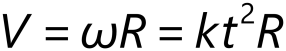 V = ωR = kt²R